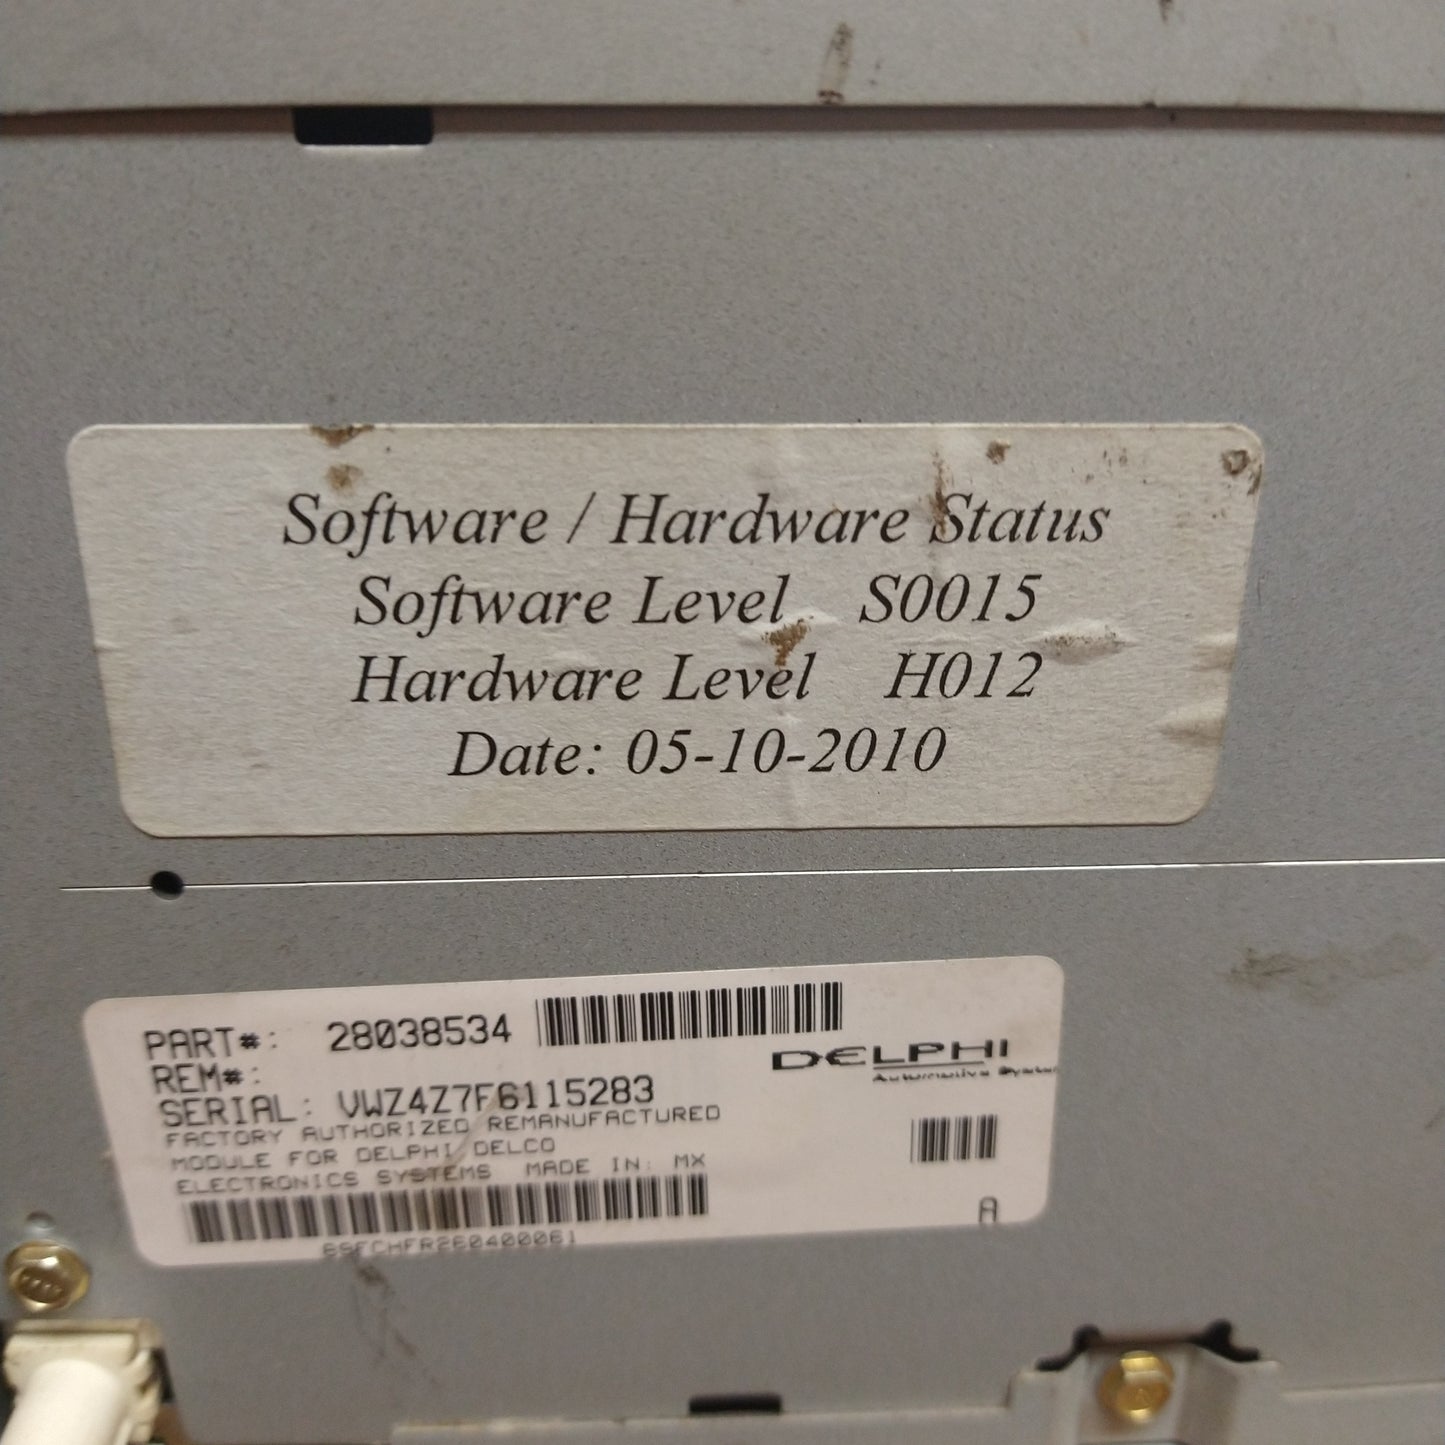 Software / Hardware Status
Software Level S0015
Hardware Level H012
Date: 05-10-2010
PART#: 28038534
DELPHI
Automotive
REM#:
SERIAL: VWZ4Z7F6115283
FACTORY AUTHORIZED REMANUFACTURED
MODULE FOR DELPHI DELCO
ELECTRONICS SYSTEMS MADE IN: MX
A